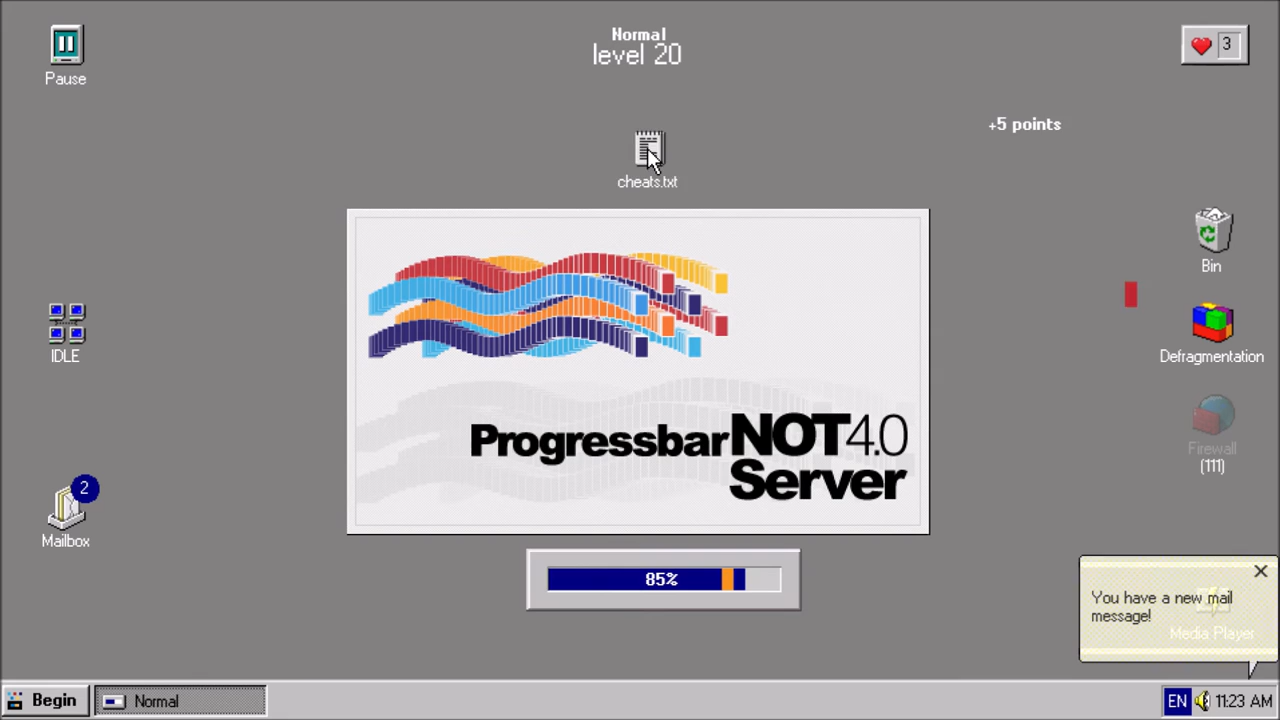 Normal
level 20
Pause
3
+5 points
cheats.txt
Bin
IDLE
Defragmentation
ProgressbarNOT4.0
Server
Firewall
(111)
2
Mailbox
85%
You have a new mail
message!
Media Player
Begin
Normal
EN
11:23 AM